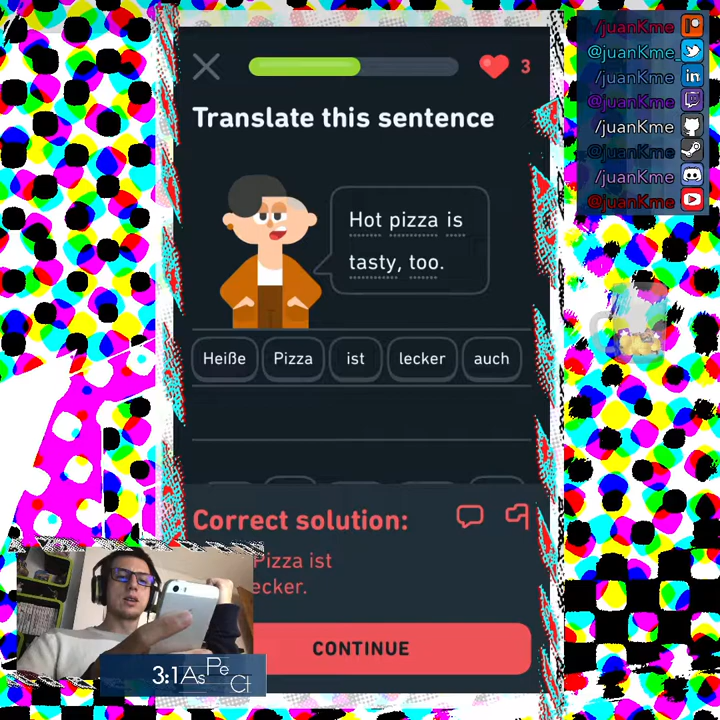 /juanKme
@juanKme_
/juanKme
@juanKme
/juanKme
@juanKme
/juanKme
@juanKme
3
Translate this sentence
Hot pizza is
tasty, too.
Heiße Pizza ist lecker auch
Correct solution:
Pizza ist
ecker.
CONTINUE
3:1AsPeCt